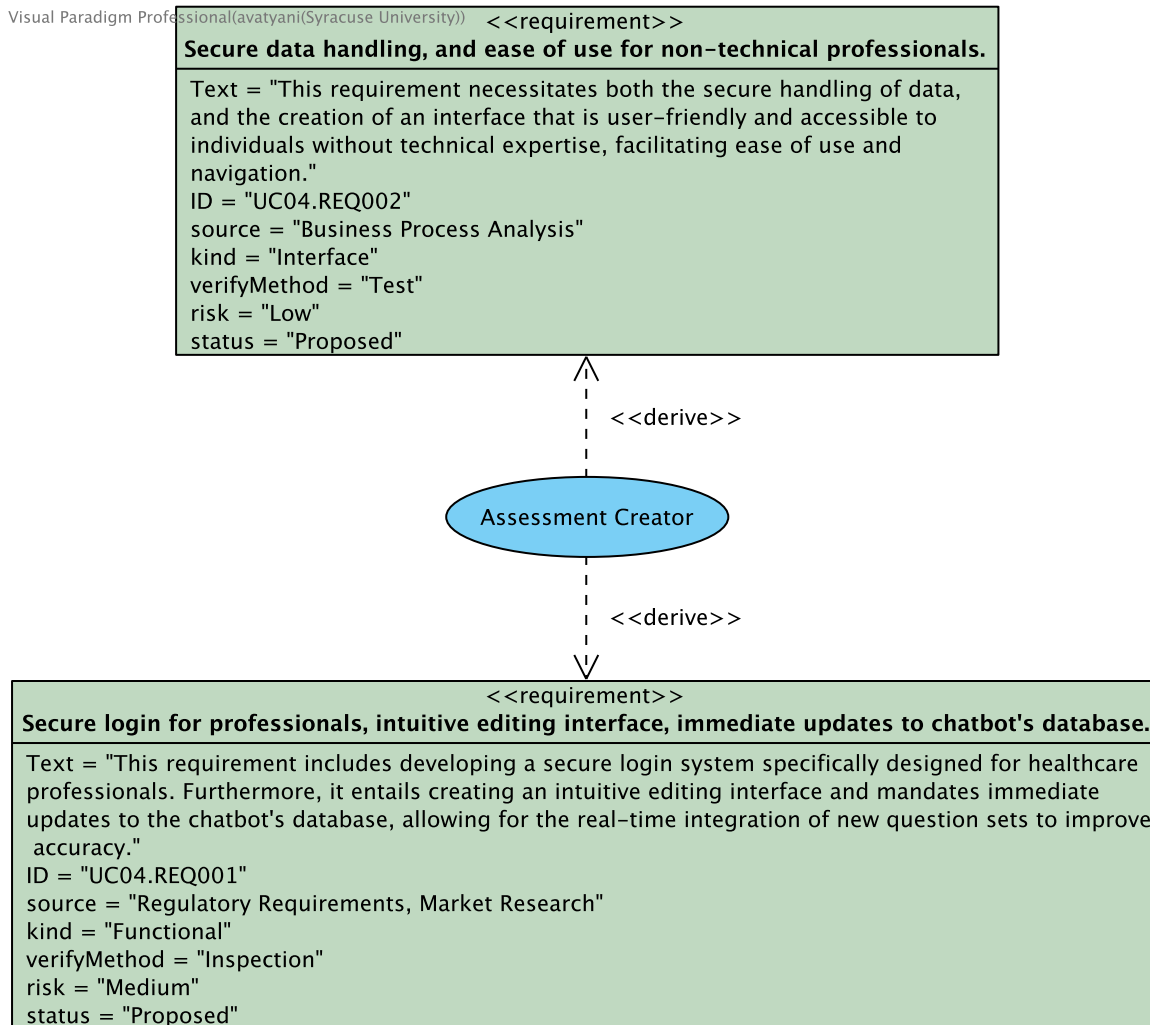 Visual Paradigm Professional(avatyani(Syracuse University))
<<requirement>>
Secure data handling, and ease of use for non-technical professionals.
Text = "This requirement necessitates both the secure handling of data,
and the creation of an interface that is user-friendly and accessible to
individuals without technical expertise, facilitating ease of use and
navigation."
ID = "UC04.REQ002"
source = "Business Process Analysis"
kind = "Interface"
verifyMethod = "Test"
risk = "Low"
status = "Proposed"
<<derive>>
Assessment Creator
<<derive>>
<<requirement>>
Secure login for professionals, intuitive editing interface, immediate updates to chatbot's database.
Text = "This requirement includes developing a secure login system specifically designed for healthcare
professionals. Furthermore, it entails creating an intuitive editing interface and mandates immediate
updates to the chatbot's database, allowing for the real-time integration of new question sets to improve
accuracy."
ID = "UC04.REQ001"
source = "Regulatory Requirements, Market Research"
kind = "Functional"
verifyMethod = "Inspection"
risk = "Medium"
status = "Proposed"